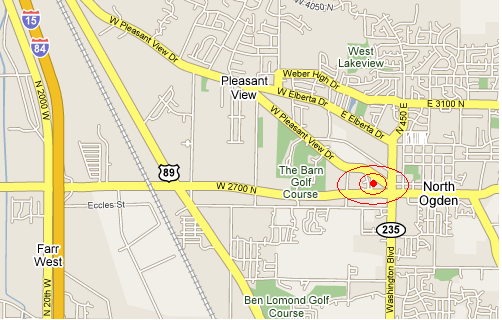 W 4050 N
15
84
W Pleasant View Dr
West
Lakeview
Weber High Dr
Pleasant
View
W Elberta Dr
E 3100 N
N 450 E
E Elberta Dr
N 2000 W
W Pleasant View Dr
89
The Barn
Golf
Course
W 2700 N
North
Ogden
Eccles St
235
Farr
West
Washington Blvd
N 20th W
Ben Lomond Golf
Course